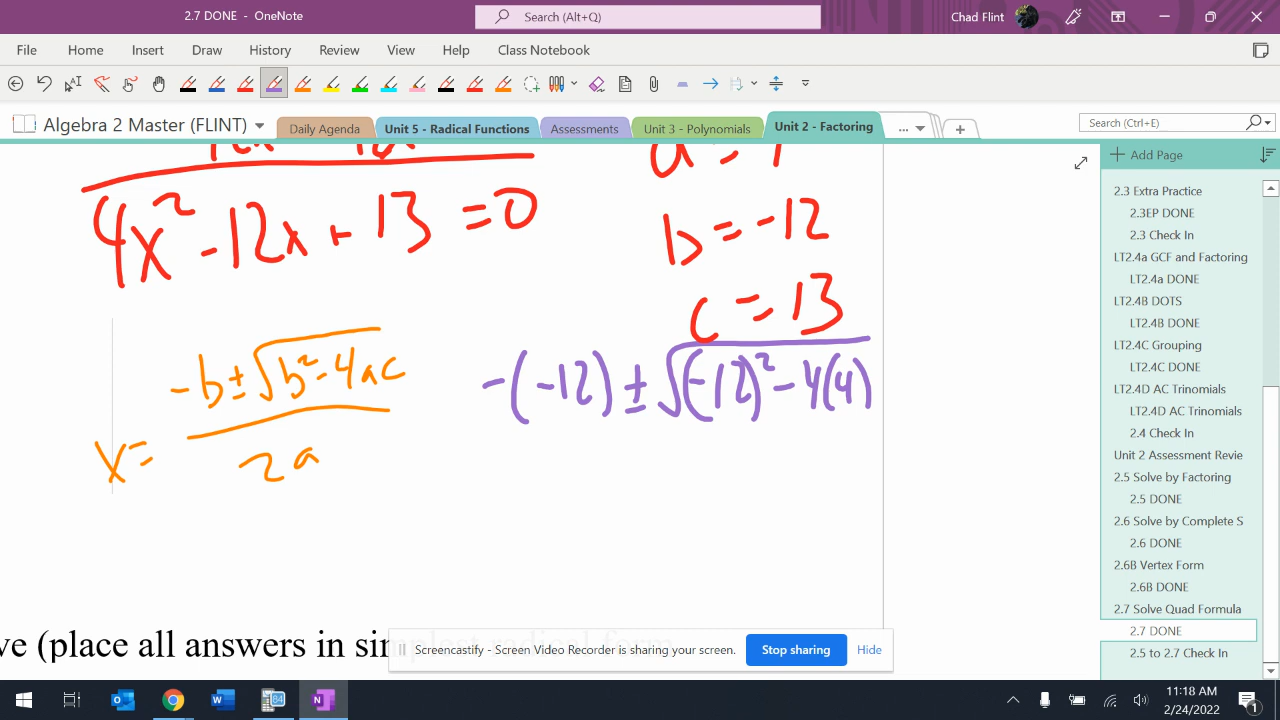 2.7 DONE - OneNote
Search (Alt+Q)
Chad Flint
File Home Insert Draw History Review View Help Class Notebook
Algebra 2 Master (FLINT)
Daily Agenda
Unit 5 - Radical Functions
Assessments
Unit 3 - Polynomials
Unit 2 - Factoring
...
Search (Ctrl+E)
Add Page
2.3 Extra Practice
2.3EP DONE
2.3 Check In
LT2.4a GCF and Factoring
LT2.4a DONE
LT2.4B DOTS
LT2.4B DONE
LT2.4C Grouping
LT2.4C DONE
LT2.4D AC Trinomials
LT2.4D AC Trinomials
2.4 Check In
Unit 2 Assessment Revie
2.5 Solve by Factoring
2.5 DONE
2.6 Solve by Complete S
2.6 DONE
2.6B Vertex Form
2.6B DONE
2.7 Solve Quad Formula
2.7 DONE
2.5 to 2.7 Check In
4x² - 12x + 13 = 0
b = -12
c = 13
x = (-b ± √(b² - 4ac)) / 2a
-(-12) ± √((-12)² - 4(4)
ve (place all answers in simplest radical form
Screencastify - Screen Video Recorder is sharing your screen.
Stop sharing
Hide
84
11:18 AM
2/24/2022
1